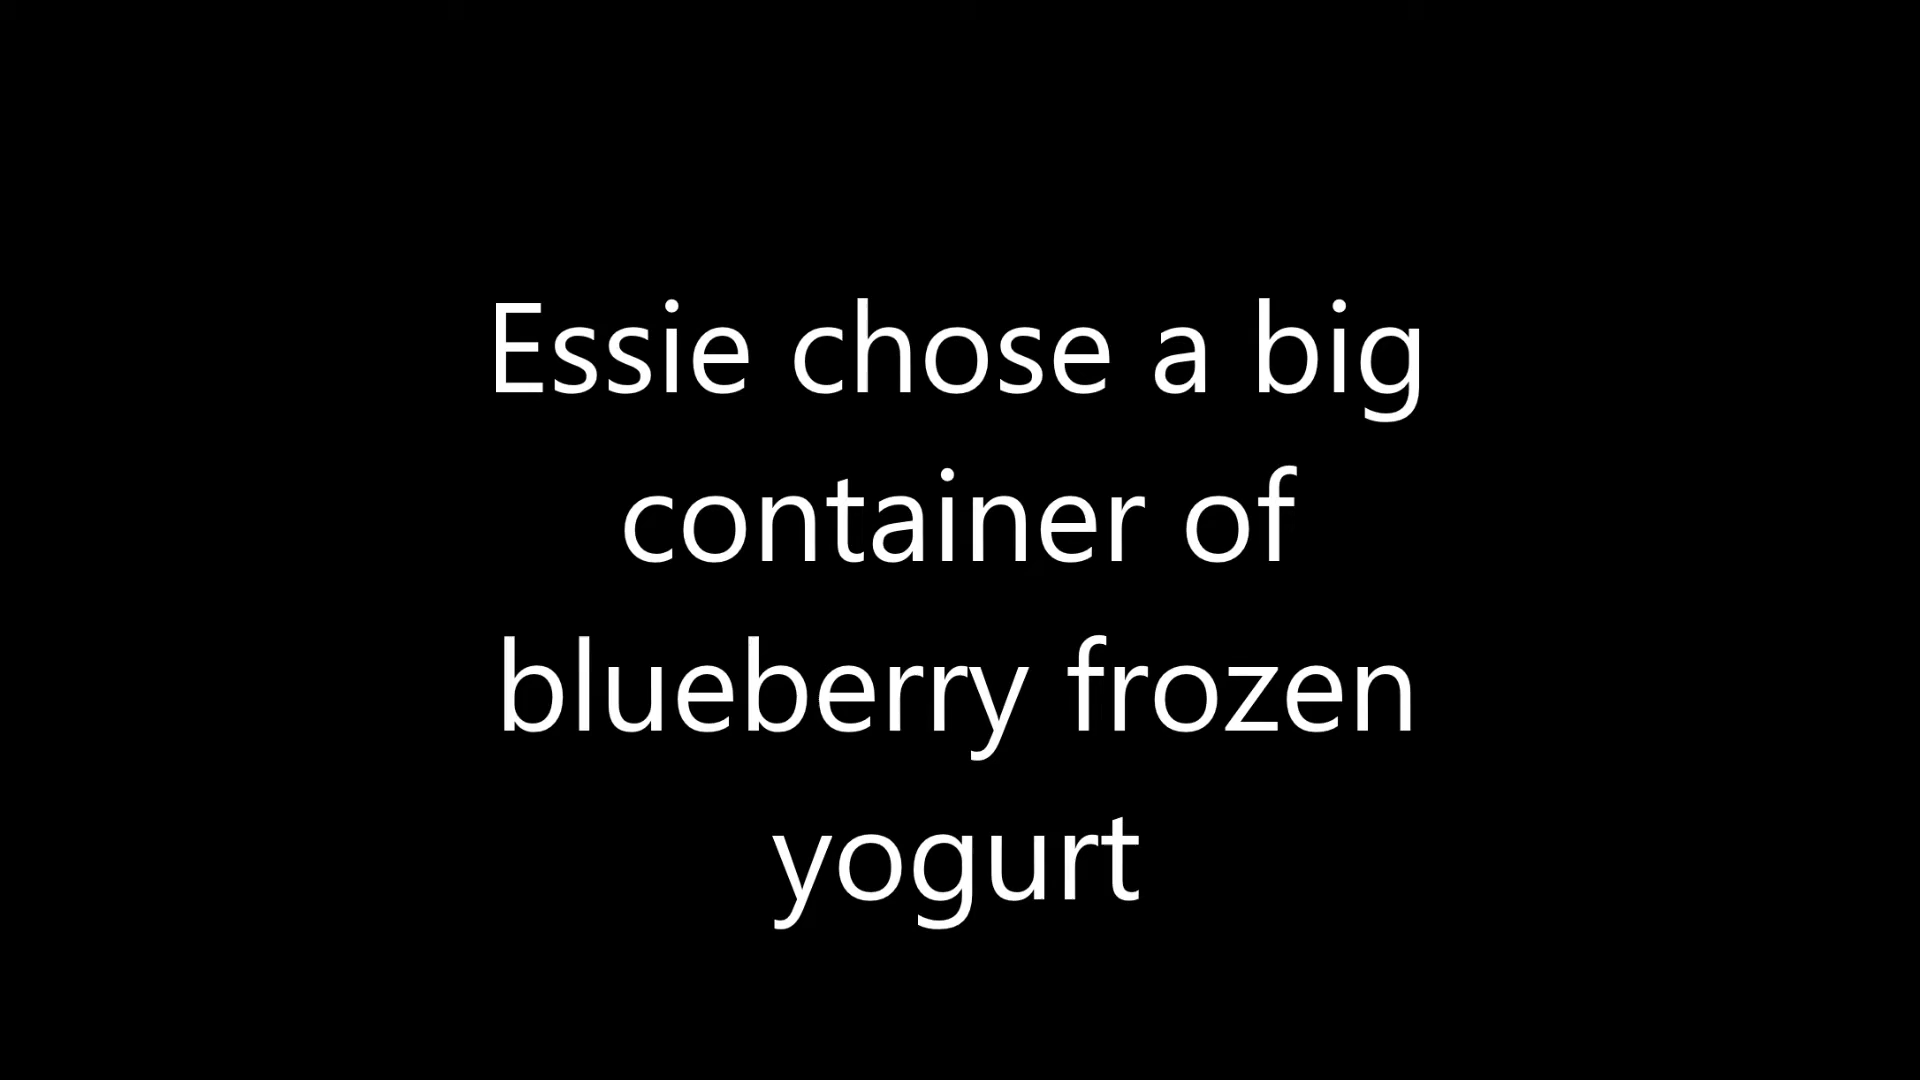 Essie chose a big
container of
blueberry frozen
yogurt